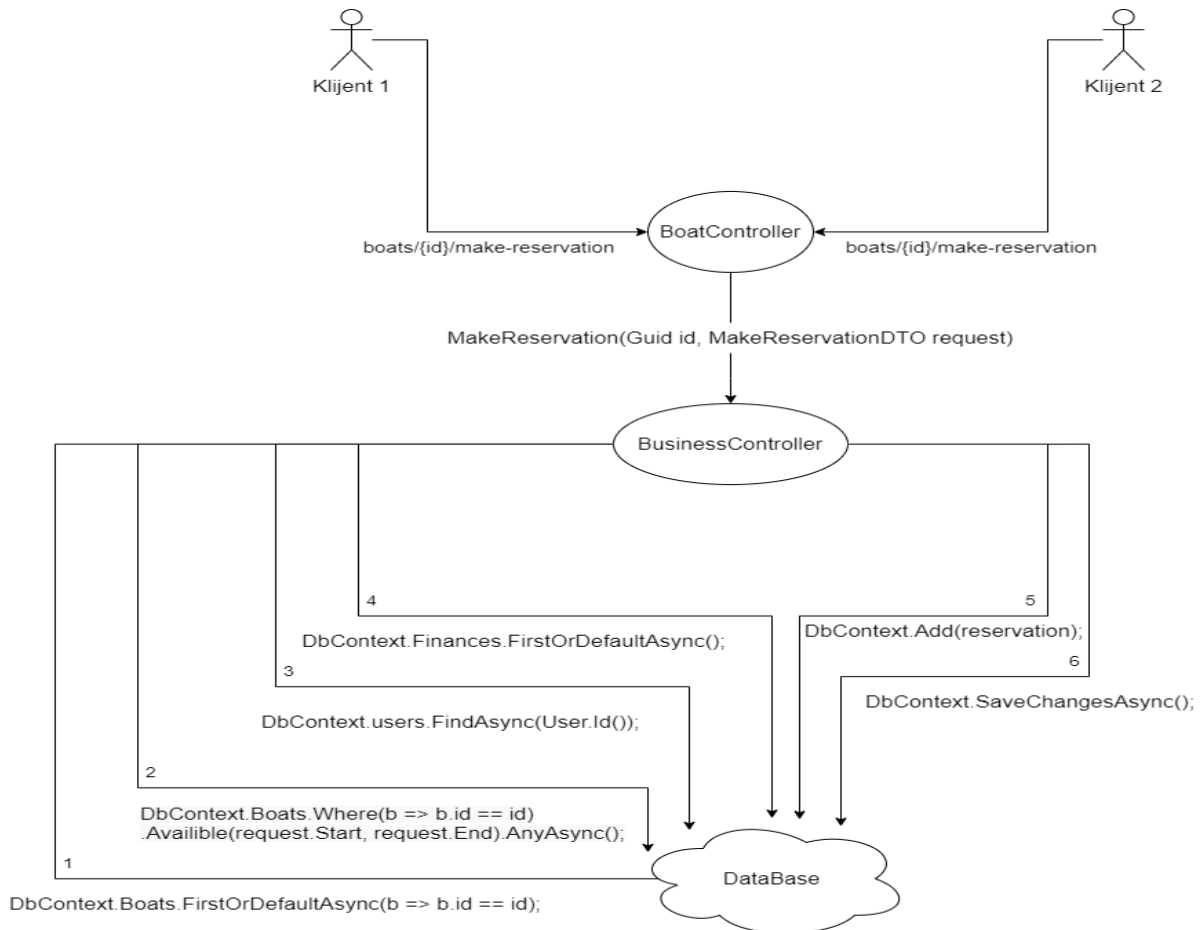 Klijent 1
Klijent 2
BoatController
boats/{id}/make-reservation
boats/{id}/make-reservation
MakeReservation(Guid id, MakeReservationDTO request)
BusinessController
4
DbContext.Finances.FirstOrDefaultAsync();
5
DbContext.Add(reservation);
3
DbContext.users.FindAsync(User.Id());
6
DbContext.SaveChangesAsync();
2
DbContext.Boats.Where(b => b.id == id)
.Availible(request.Start, request.End).AnyAsync();
1
DbContext.Boats.FirstOrDefaultAsync(b => b.id == id);
DataBase